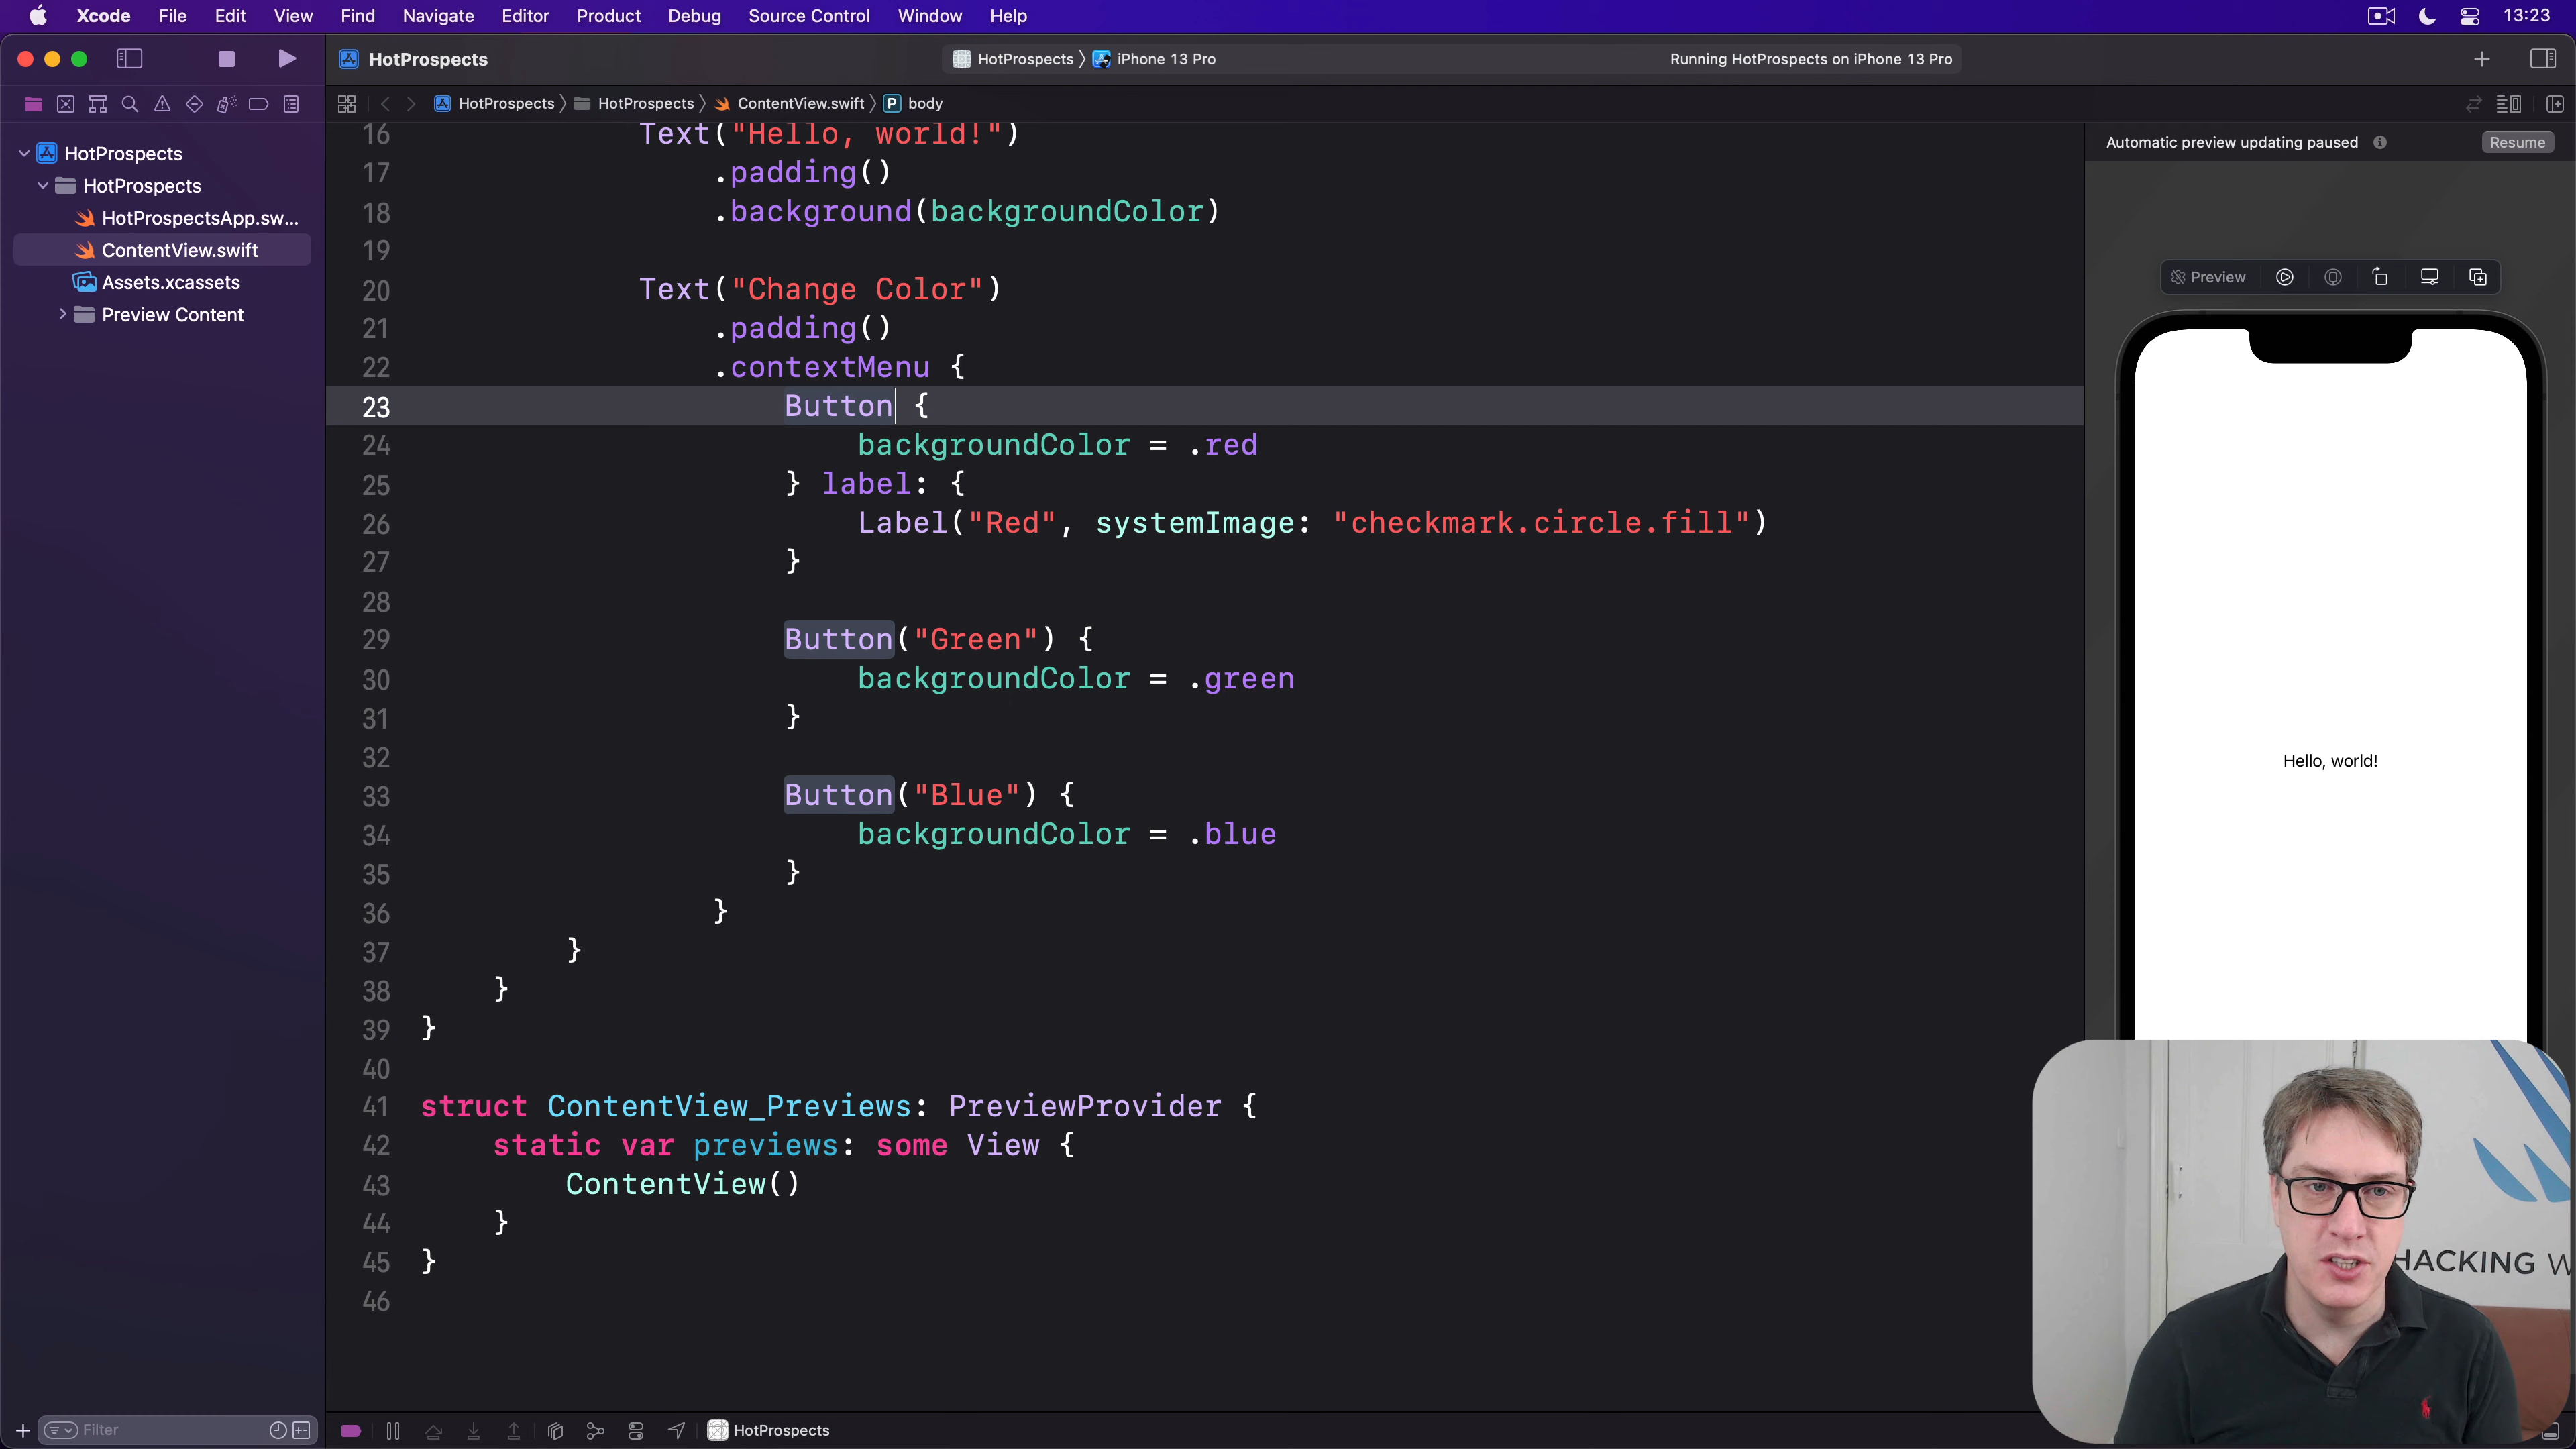 Xcode File Edit View Find Navigate Editor Product Debug Source Control Window Help 13:23
HotProspects HotProspects iPhone 13 Pro Running HotProspects on iPhone 13 Pro
HotProspects HotProspects ContentView.swift P body
HotProspects
HotProspects
HotProspectsApp.sw...
ContentView.swift
Assets.xcassets
Preview Content
16 Text("Hello, world!")
17 .padding()
18 .background(backgroundColor)
19
20 Text("Change Color")
21 .padding()
22 .contextMenu {
23 Button {
24 backgroundColor = .red
25 } label: {
26 Label("Red", systemImage: "checkmark.circle.fill")
27 }
28
29 Button("Green") {
30 backgroundColor = .green
31 }
32
33 Button("Blue") {
34 backgroundColor = .blue
35 }
36 }
37 }
38 }
39 }
40
41 struct ContentView_Previews: PreviewProvider {
42 static var previews: some View {
43 ContentView()
44 }
45 }
46
Automatic preview updating paused Resume
Preview
Hello, world!
HACKING W
Filter
HotProspects